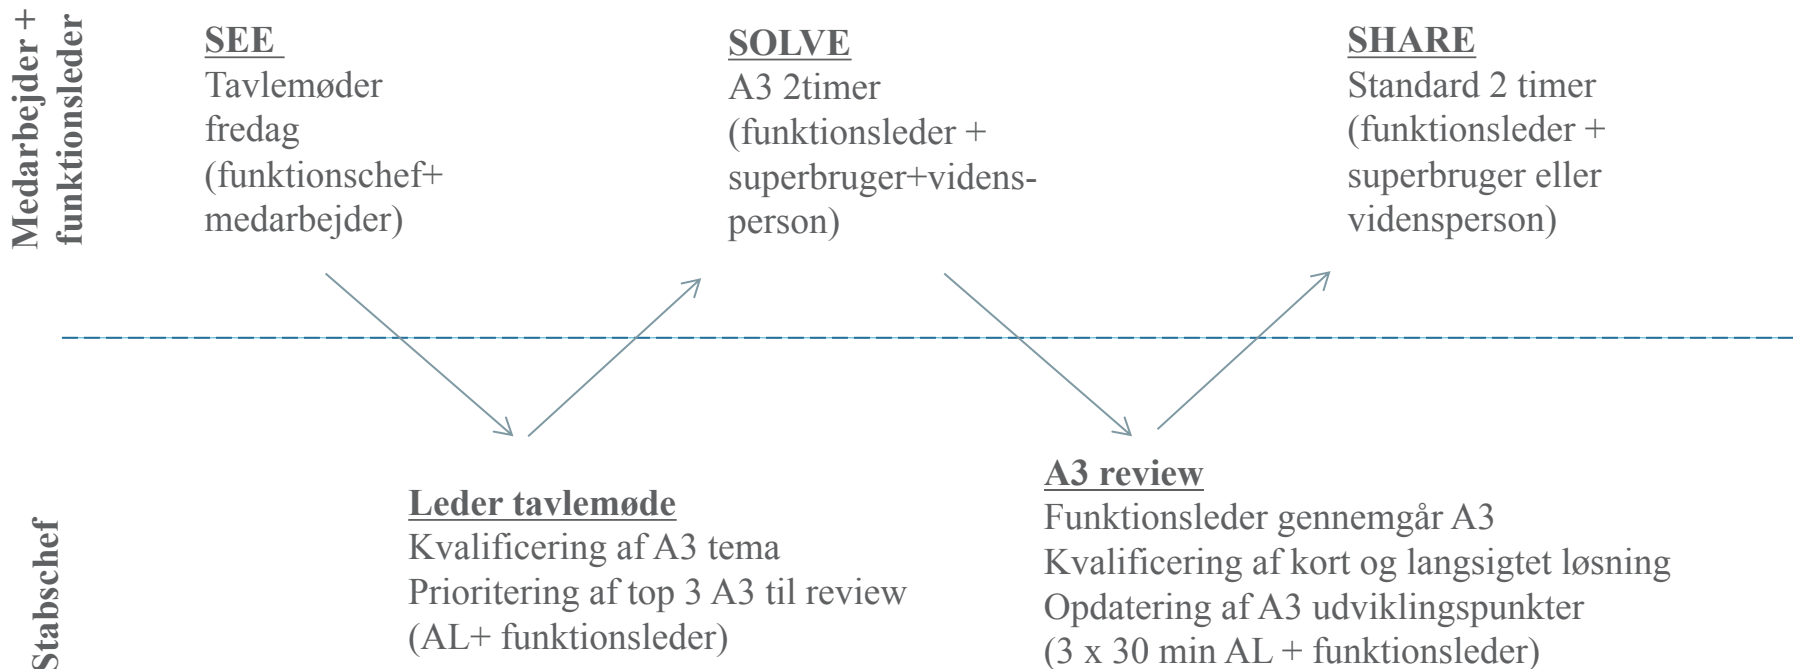 Medarbejder +
funktionsleder
SEE
Tavlemøder
fredag
(funktionschef+
medarbejder)
SOLVE
A3 2timer
(funktionsleder +
superbruger+videns-
person)
SHARE
Standard 2 timer
(funktionsleder +
superbruger eller
vidensperson)
Stabschef
Leder tavlemøde
Kvalificering af A3 tema
Prioritering af top 3 A3 til review
(AL+ funktionsleder)
A3 review
Funktionsleder gennemgår A3
Kvalificering af kort og langsigtet løsning
Opdatering af A3 udviklingspunkter
(3 x 30 min AL + funktionsleder)